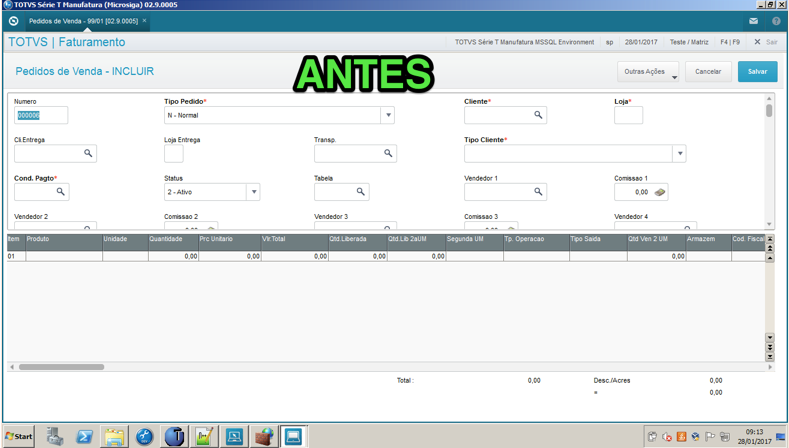 TOTVS Série T Manufatura (Microsiga) 02.9.0005
Pedidos de Venda - 99/01 [02.9.0005] ×
TOTVS | Faturamento
TOTVS Série T Manufatura MSSQL Environment sp 28/01/2017 Teste / Matriz F4 | F9 × Sair
Pedidos de Venda - INCLUIR
ANTES
Outras Ações
Cancelar
Salvar
Numero Tipo Pedido* Cliente* Loja*
000006 N - Normal
Cli.Entrega Loja Entrega Transp. Tipo Cliente*
Cond. Pagto* Status Tabela Vendedor 1 Comissao 1
2 - Ativo 0,00
Vendedor 2 Comissao 2 Vendedor 3 Comissao 3 Vendedor 4
Item Produto Unidade Quantidade Prc Unitario Vlr.Total Qtd.Liberada Qtd.Lib 2aUM Segunda UM Tp. Operacao Tipo Saida Qtd Ven 2 UM Armazem Cod. Fiscal
01 0,00 0,00 0,00 0,00 0,00 0,00
Total : 0,00 Desc./Acres 0,00
= 0,00
Start
09:13
28/01/2017